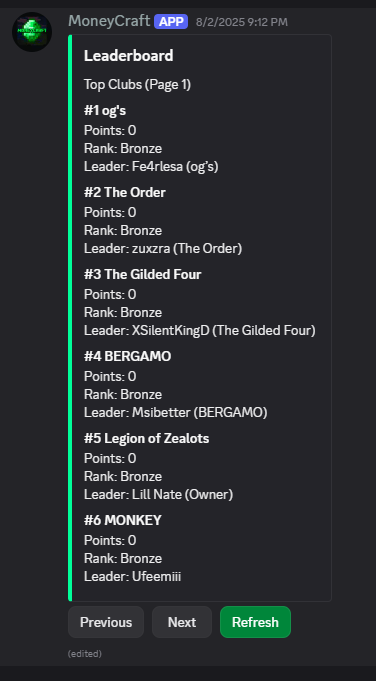 MoneyCraft APP 8/2/2025 9:12 PM
Leaderboard
Top Clubs (Page 1)
#1 og's
Points: 0
Rank: Bronze
Leader: Fe4rlesa (og's)
#2 The Order
Points: 0
Rank: Bronze
Leader: zuxzra (The Order)
#3 The Gilded Four
Points: 0
Rank: Bronze
Leader: XSilentKingD (The Gilded Four)
#4 BERGAMO
Points: 0
Rank: Bronze
Leader: Msibetter (BERGAMO)
#5 Legion of Zealots
Points: 0
Rank: Bronze
Leader: Lill Nate (Owner)
#6 MONKEY
Points: 0
Rank: Bronze
Leader: Ufeemiii
Previous Next Refresh
(edited)